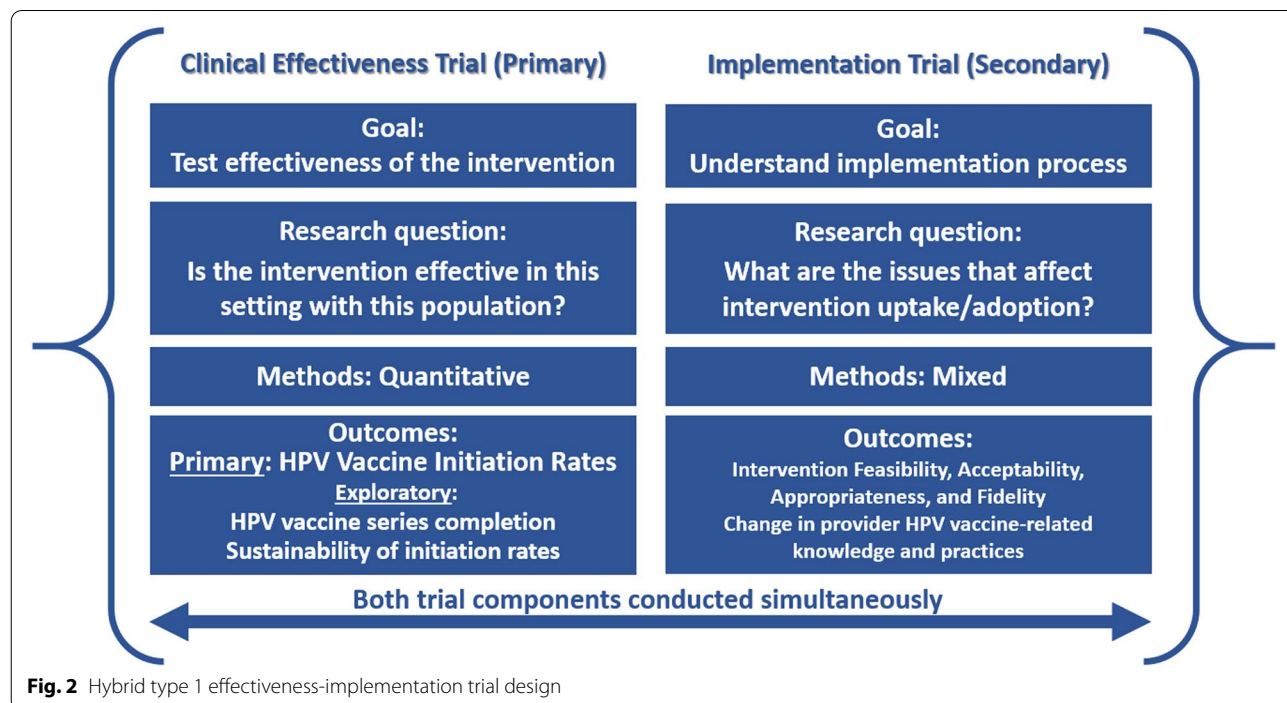 Clinical Effectiveness Trial (Primary)
Goal:
Test effectiveness of the intervention
Research question:
Is the intervention effective in this
setting with this population?
Methods: Quantitative
Outcomes:
Primary: HPV Vaccine Initiation Rates
Exploratory:
HPV vaccine series completion
Sustainability of initiation rates
Implementation Trial (Secondary)
Goal:
Understand implementation process
Research question:
What are the issues that affect
intervention uptake/adoption?
Methods: Mixed
Outcomes:
Intervention Feasibility, Acceptability,
Appropriateness, and Fidelity
Change in provider HPV vaccine-related
knowledge and practices
Both trial components conducted simultaneously
Fig. 2 Hybrid type 1 effectiveness-implementation trial design